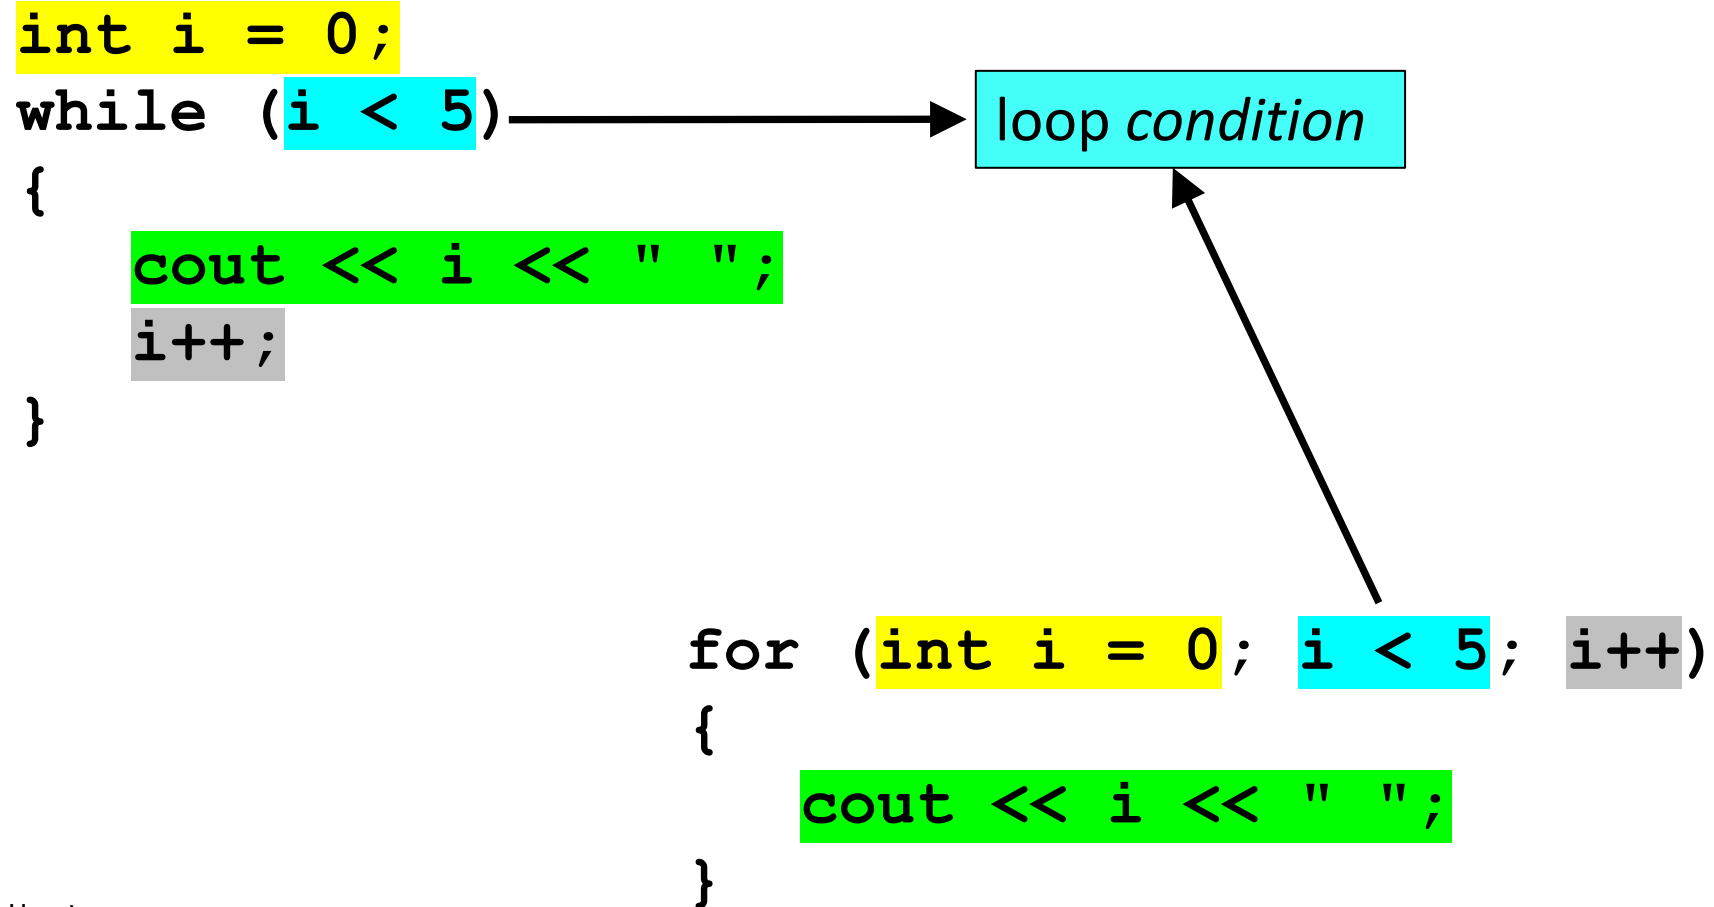 int i = 0;
while (i < 5)
loop condition
{
cout << i << " ";
i++;
}
for (int i = 0; i < 5; i++)
{
cout << i << " ";
}